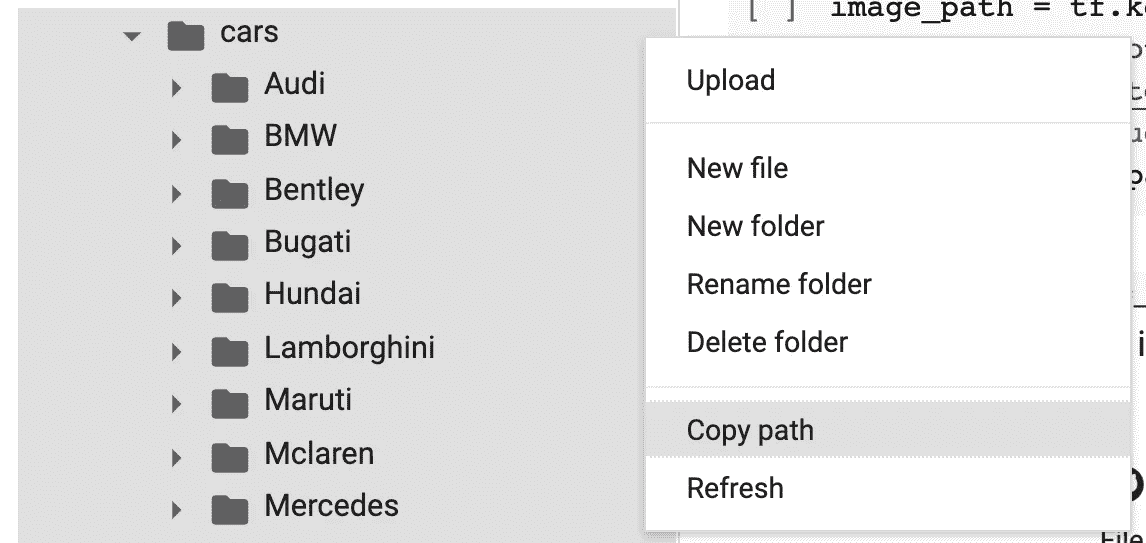 cars
Audi
BMW
Bentley
Bugati
Hundai
Lamborghini
Maruti
Mclaren
Mercedes
[ ] image_path = tf.k
Upload
New file
New folder
Rename folder
Delete folder
Copy path
Refresh
File